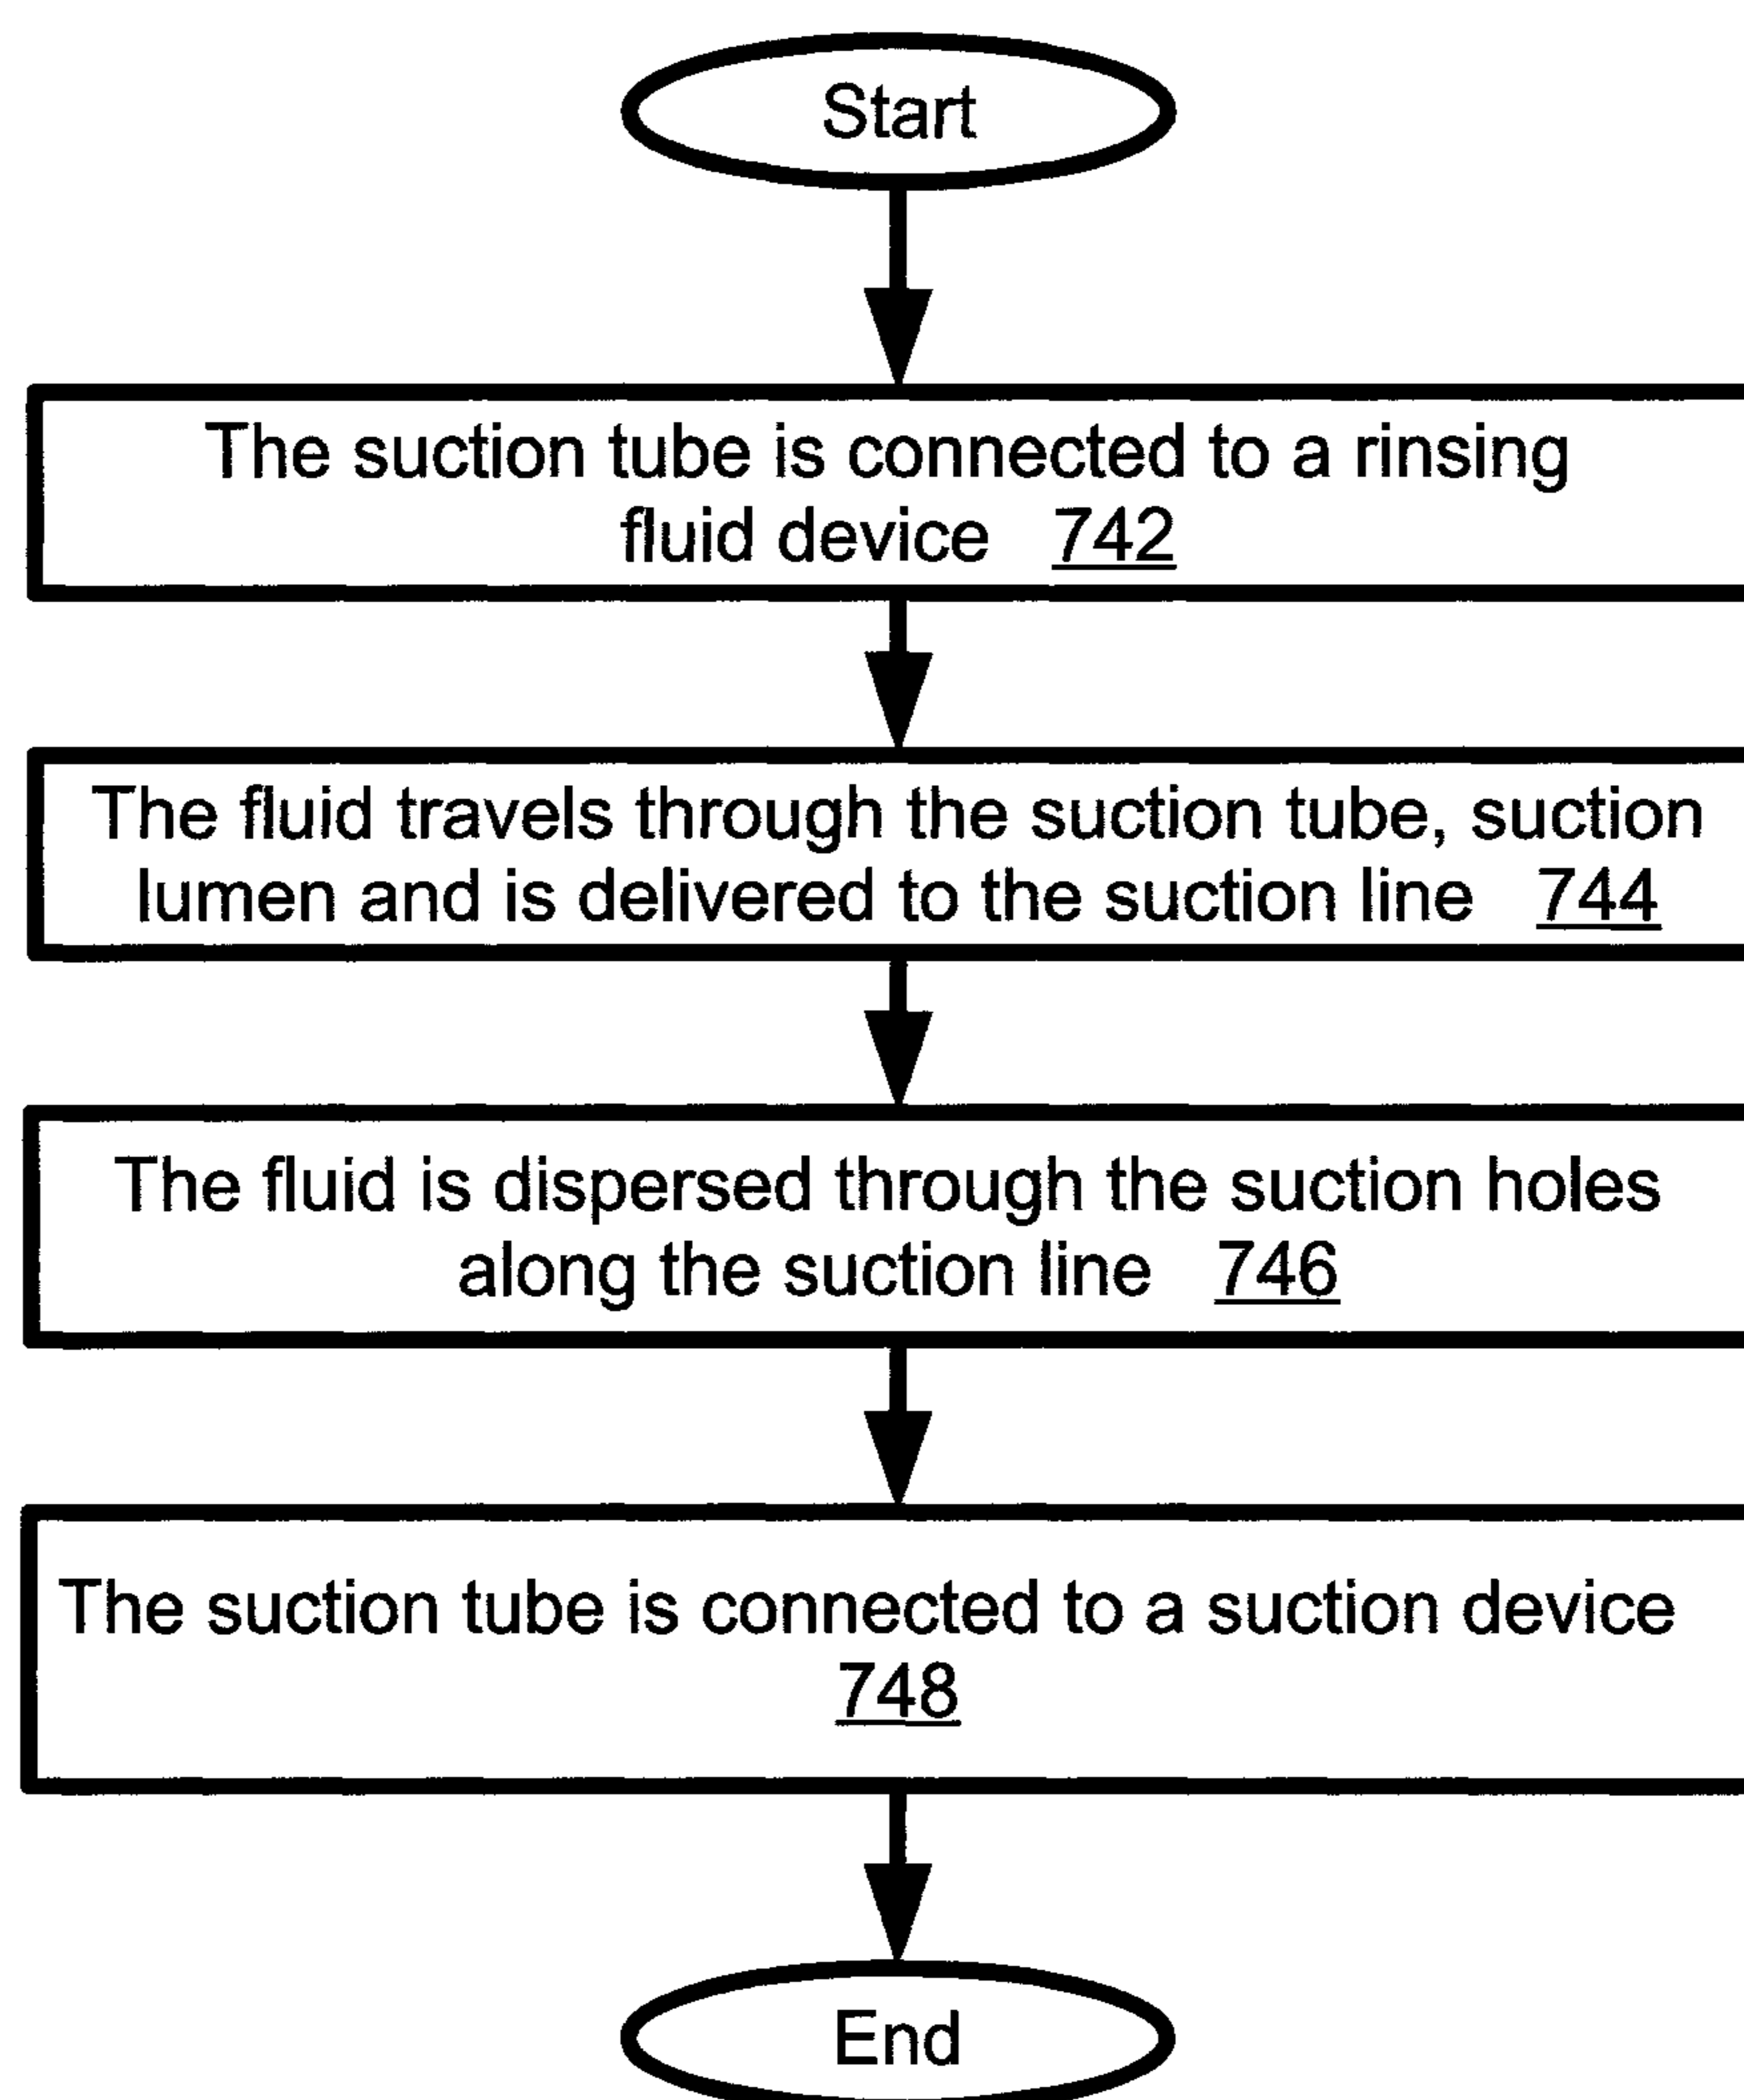 Start
The suction tube is connected to a rinsing
fluid device 742
The fluid travels through the suction tube, suction
lumen and is delivered to the suction line 744
The fluid is dispersed through the suction holes
along the suction line 746
The suction tube is connected to a suction device
748
End